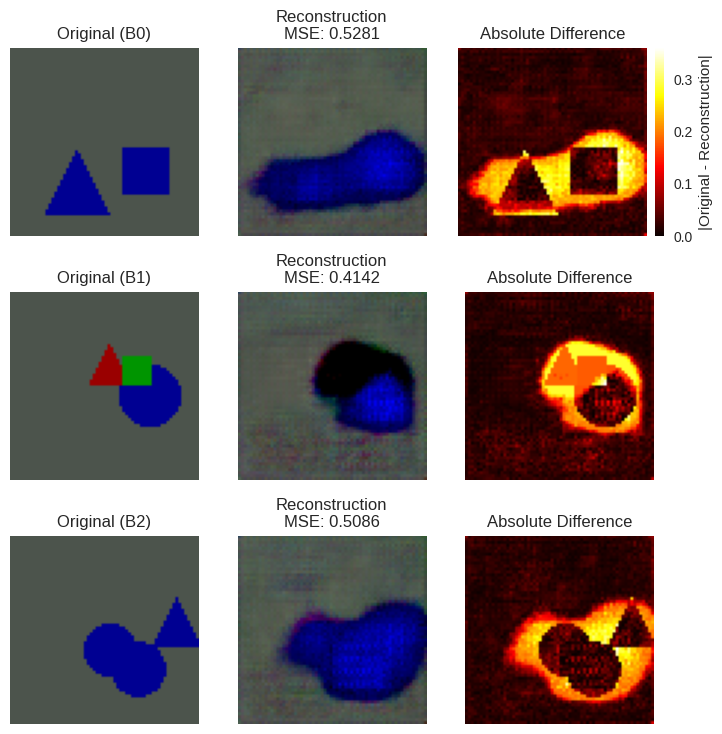 Original (B0)
Reconstruction
MSE: 0.5281
Absolute Difference
0.3
0.2
0.1
0.0
|Original - Reconstruction|
Original (B1)
Reconstruction
MSE: 0.4142
Absolute Difference
Original (B2)
Reconstruction
MSE: 0.5086
Absolute Difference